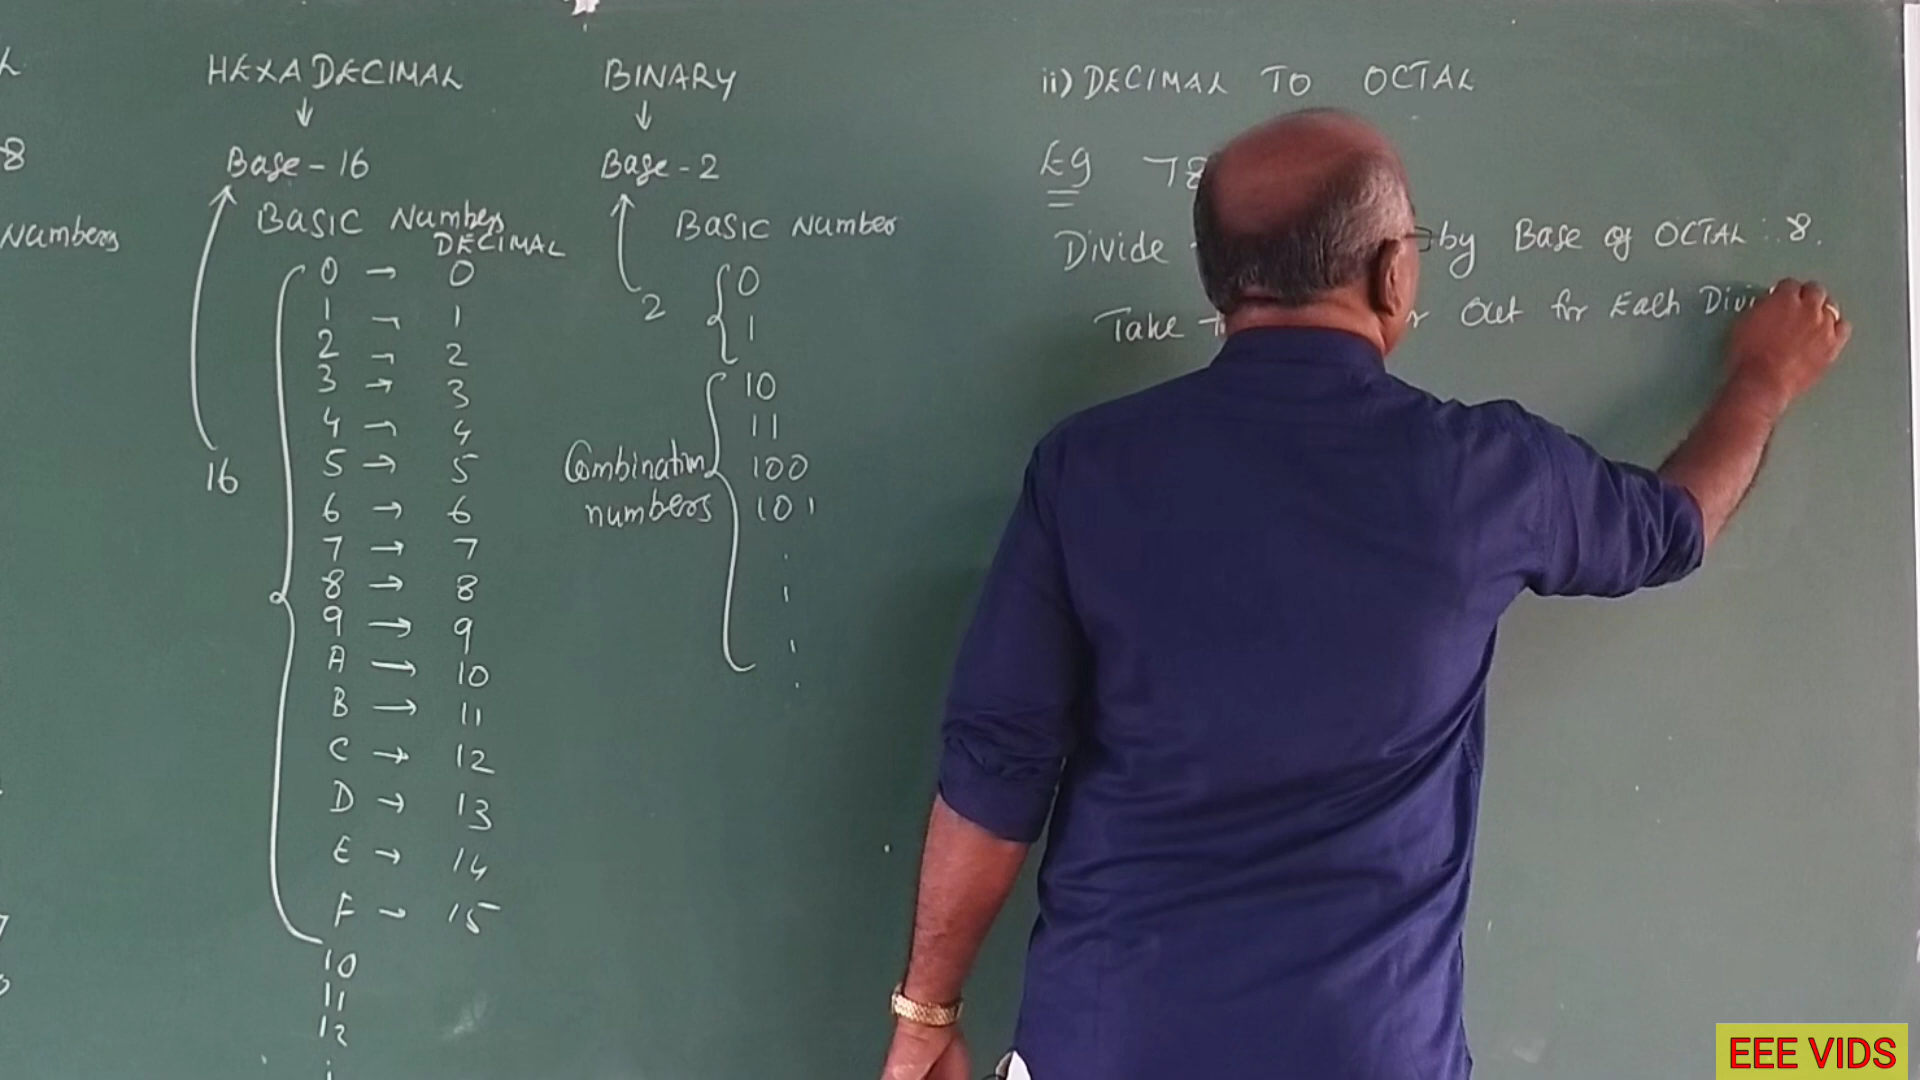 8
Numbers
HEXADECIMAL
↓
Base - 16
BASIC Numbers
DECIMAL
0 → 0
1 → 1
2 → 2
3 → 3
4 → 4
5 → 5
6 → 6
7 → 7
8 → 8
9 → 9
A → 10
B → 11
C → 12
D → 13
E → 14
F → 15
10
11
12
16
BINARY
↓
Base - 2
BASIC Number
2
0
1
10
11
100
101
Combination
numbers
ii) DECIMAL TO OCTAL
Eg 78
Divide by Base of OCTAL ∴ 8.
Take Out for Each
EEE VIDS